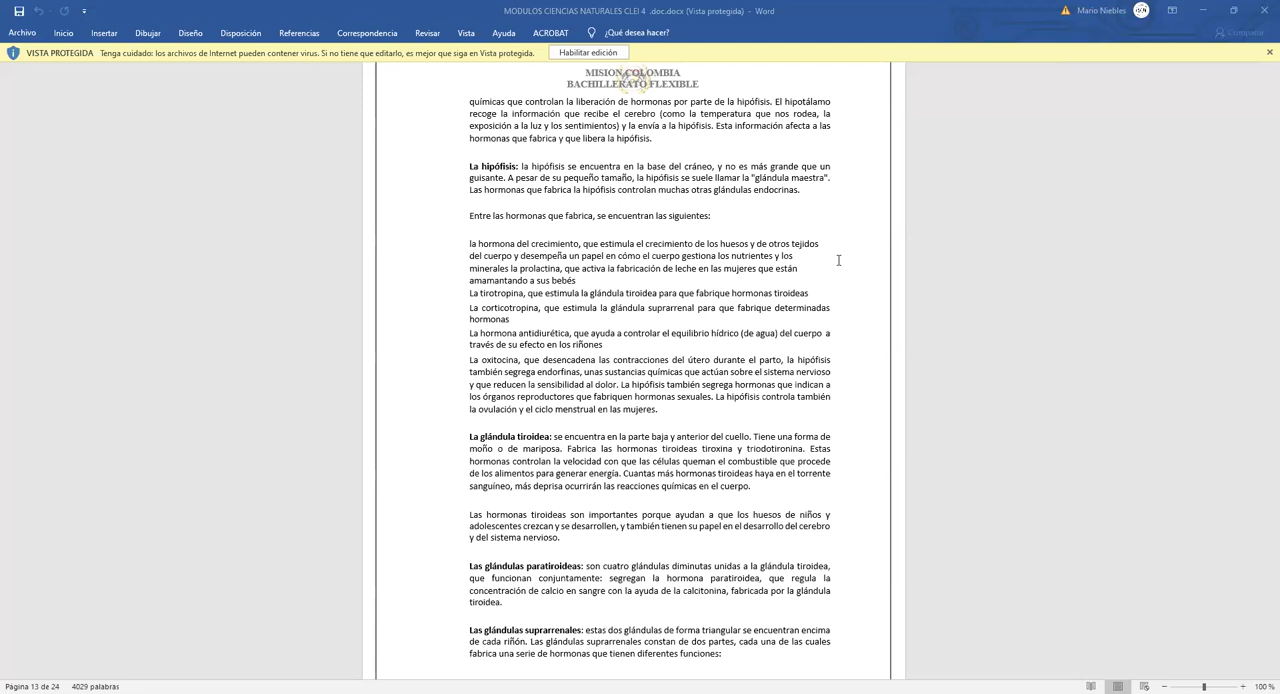 MODULOS CIENCIAS NATURALES CLEI 4 .doc.docx (Vista protegida) - Word
Mario Niebles
Archivo Inicio Insertar Dibujar Diseño Disposición Referencias Correspondencia Revisar Vista Ayuda ACROBAT ¿Qué desea hacer? Compartir
VISTA PROTEGIDA Tenga cuidado: los archivos de Internet pueden contener virus. Si no tiene que editarlo, es mejor que siga en Vista protegida. Habilitar edición
MISION COLOMBIA
BACHILLERATO FLEXIBLE
químicas que controlan la liberación de hormonas por parte de la hipófisis. El hipotálamo
recoge la información que recibe el cerebro (como la temperatura que nos rodea, la
exposición a la luz y los sentimientos) y la envía a la hipófisis. Esta información afecta a las
hormonas que fabrica y que libera la hipófisis.
La hipófisis: la hipófisis se encuentra en la base del cráneo, y no es más grande que un
guisante. A pesar de su pequeño tamaño, la hipófisis se suele llamar la "glándula maestra".
Las hormonas que fabrica la hipófisis controlan muchas otras glándulas endocrinas.
Entre las hormonas que fabrica, se encuentran las siguientes:
la hormona del crecimiento, que estimula el crecimiento de los huesos y de otros tejidos
del cuerpo y desempeña un papel en cómo el cuerpo gestiona los nutrientes y los
minerales la prolactina, que activa la fabricación de leche en las mujeres que están
amamantando a sus bebés
La tirotropina, que estimula la glándula tiroidea para que fabrique hormonas tiroideas
La corticotropina, que estimula la glándula suprarrenal para que fabrique determinadas
hormonas
La hormona antidiurética, que ayuda a controlar el equilibrio hídrico (de agua) del cuerpo a
través de su efecto en los riñones
La oxitocina, que desencadena las contracciones del útero durante el parto, la hipófisis
también segrega endorfinas, unas sustancias químicas que actúan sobre el sistema nervioso
y que reducen la sensibilidad al dolor. La hipófisis también segrega hormonas que indican a
los órganos reproductores que fabriquen hormonas sexuales. La hipófisis controla también
la ovulación y el ciclo menstrual en las mujeres.
La glándula tiroidea: se encuentra en la parte baja y anterior del cuello. Tiene una forma de
moño o de mariposa. Fabrica las hormonas tiroideas tiroxina y triodotironina. Estas
hormonas controlan la velocidad con que las células queman el combustible que procede
de los alimentos para generar energía. Cuantas más hormonas tiroideas haya en el torrente
sanguíneo, más deprisa ocurrirán las reacciones químicas en el cuerpo.
Las hormonas tiroideas son importantes porque ayudan a que los huesos de niños y
adolescentes crezcan y se desarrollen, y también tienen su papel en el desarrollo del cerebro
y del sistema nervioso.
Las glándulas paratiroideas: son cuatro glándulas diminutas unidas a la glándula tiroidea,
que funcionan conjuntamente: segregan la hormona paratiroidea, que regula la
concentración de calcio en sangre con la ayuda de la calcitonina, fabricada por la glándula
tiroidea.
Las glándulas suprarrenales: estas dos glándulas de forma triangular se encuentran encima
de cada riñón. Las glándulas suprarrenales constan de dos partes, cada una de las cuales
fabrica una serie de hormonas que tienen diferentes funciones:
Página 13 de 24 4029 palabras 100 %